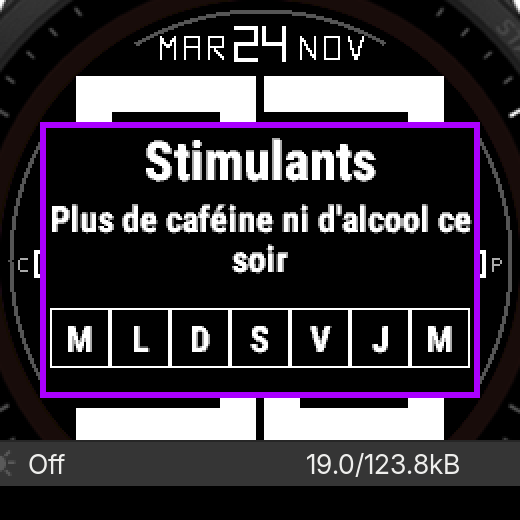 MAR 24 NOV
Stimulants
Plus de caféine ni d'alcool ce
soir
C
P
M L D S V J M
Off 19.0/123.8kB